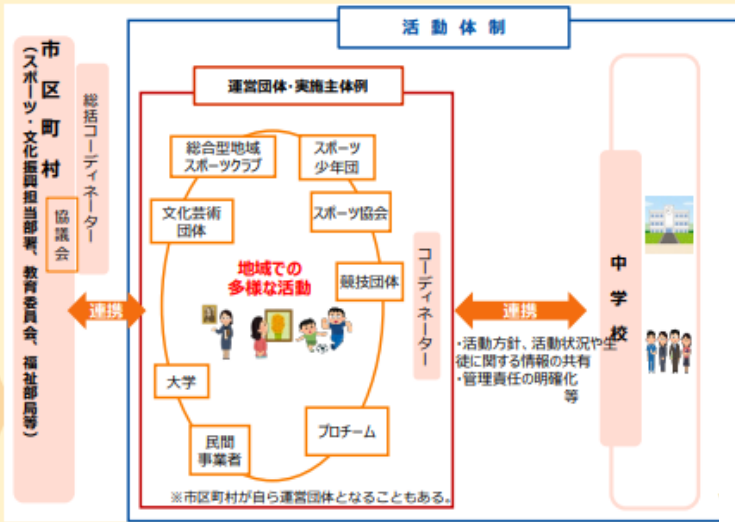 活動体制
市区町村
（スポーツ・文化振興担当部署、教育委員会、福祉部局等）
総括コーディネーター
協議会
連携
運営団体・実施主体例
総合型地域
スポーツクラブ
スポーツ
少年団
文化芸術
団体
スポーツ協会
競技団体
地域での
多様な活動
大学
民間
事業者
プロチーム
※市区町村が自ら運営団体となることもある。
コーディネーター
連携
・活動方針、活動状況や生
徒に関する情報の共有
・管理責任の明確化
等
中学校